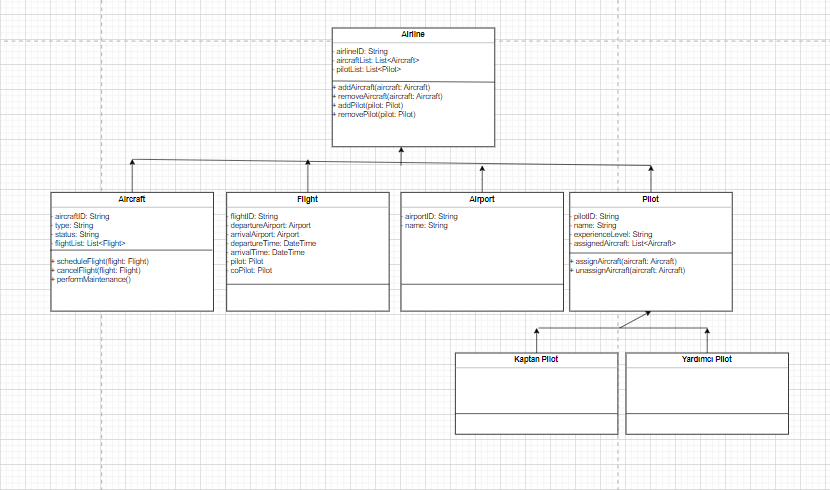 Airline
- airlineID: String
- aircraftList: List<Aircraft>
- pilotList: List<Pilot>
+ addAircraft(aircraft: Aircraft)
+ removeAircraft(aircraft: Aircraft)
+ addPilot(pilot: Pilot)
+ removePilot(pilot: Pilot)
Aircraft
- aircraftID: String
- type: String
- status: String
- flightList: List<Flight>
+ scheduleFlight(flight: Flight)
+ cancelFlight(flight: Flight)
+ performMaintenance()
Flight
- flightID: String
- departureAirport: Airport
- arrivalAirport: Airport
- departureTime: DateTime
- arrivalTime: DateTime
- pilot: Pilot
- coPilot: Pilot
Airport
- airportID: String
- name: String
Pilot
- pilotID: String
- name: String
- experienceLevel: String
- assignedAircraft: List<Aircraft>
+ assignAircraft(aircraft: Aircraft)
+ unassignAircraft(aircraft: Aircraft)
Kaptan Pilot
Yardımcı Pilot